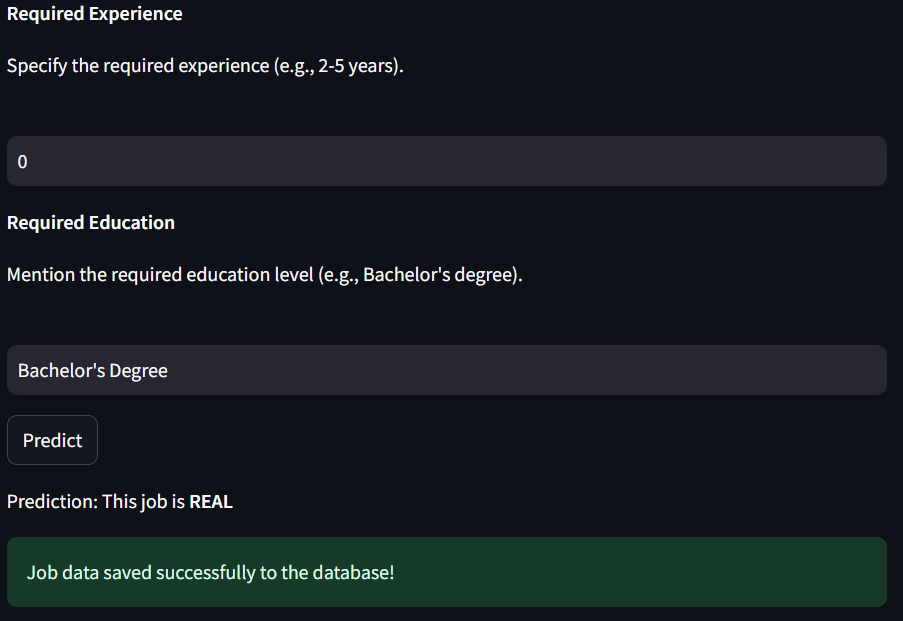 Required Experience
Specify the required experience (e.g., 2-5 years).
0
Required Education
Mention the required education level (e.g., Bachelor's degree).
Bachelor's Degree
Predict
Prediction: This job is REAL
Job data saved successfully to the database!